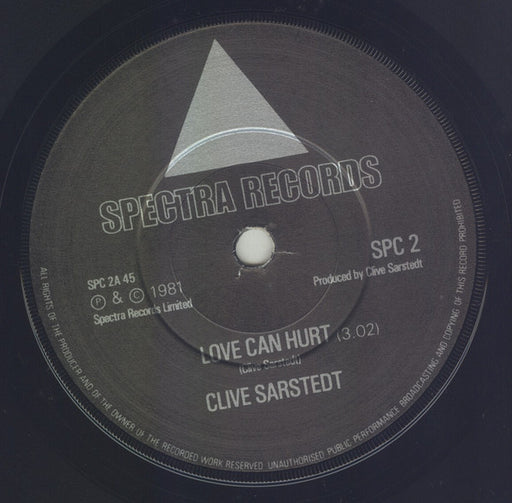 SPECTRA RECORDS
SPC 2
Produced by Clive Sarstedt
SPC 2A 45
Ⓟ & © 1981
Spectra Records Limited
LOVE CAN HURT (3.02)
(Clive Sarstedt)
CLIVE SARSTEDT
ALL RIGHTS OF THE PRODUCER AND OF THE OWNER OF THE RECORDED WORK RESERVED. UNAUTHORISED PUBLIC PERFORMANCE BROADCASTING AND COPYING OF THIS RECORD PROHIBITED